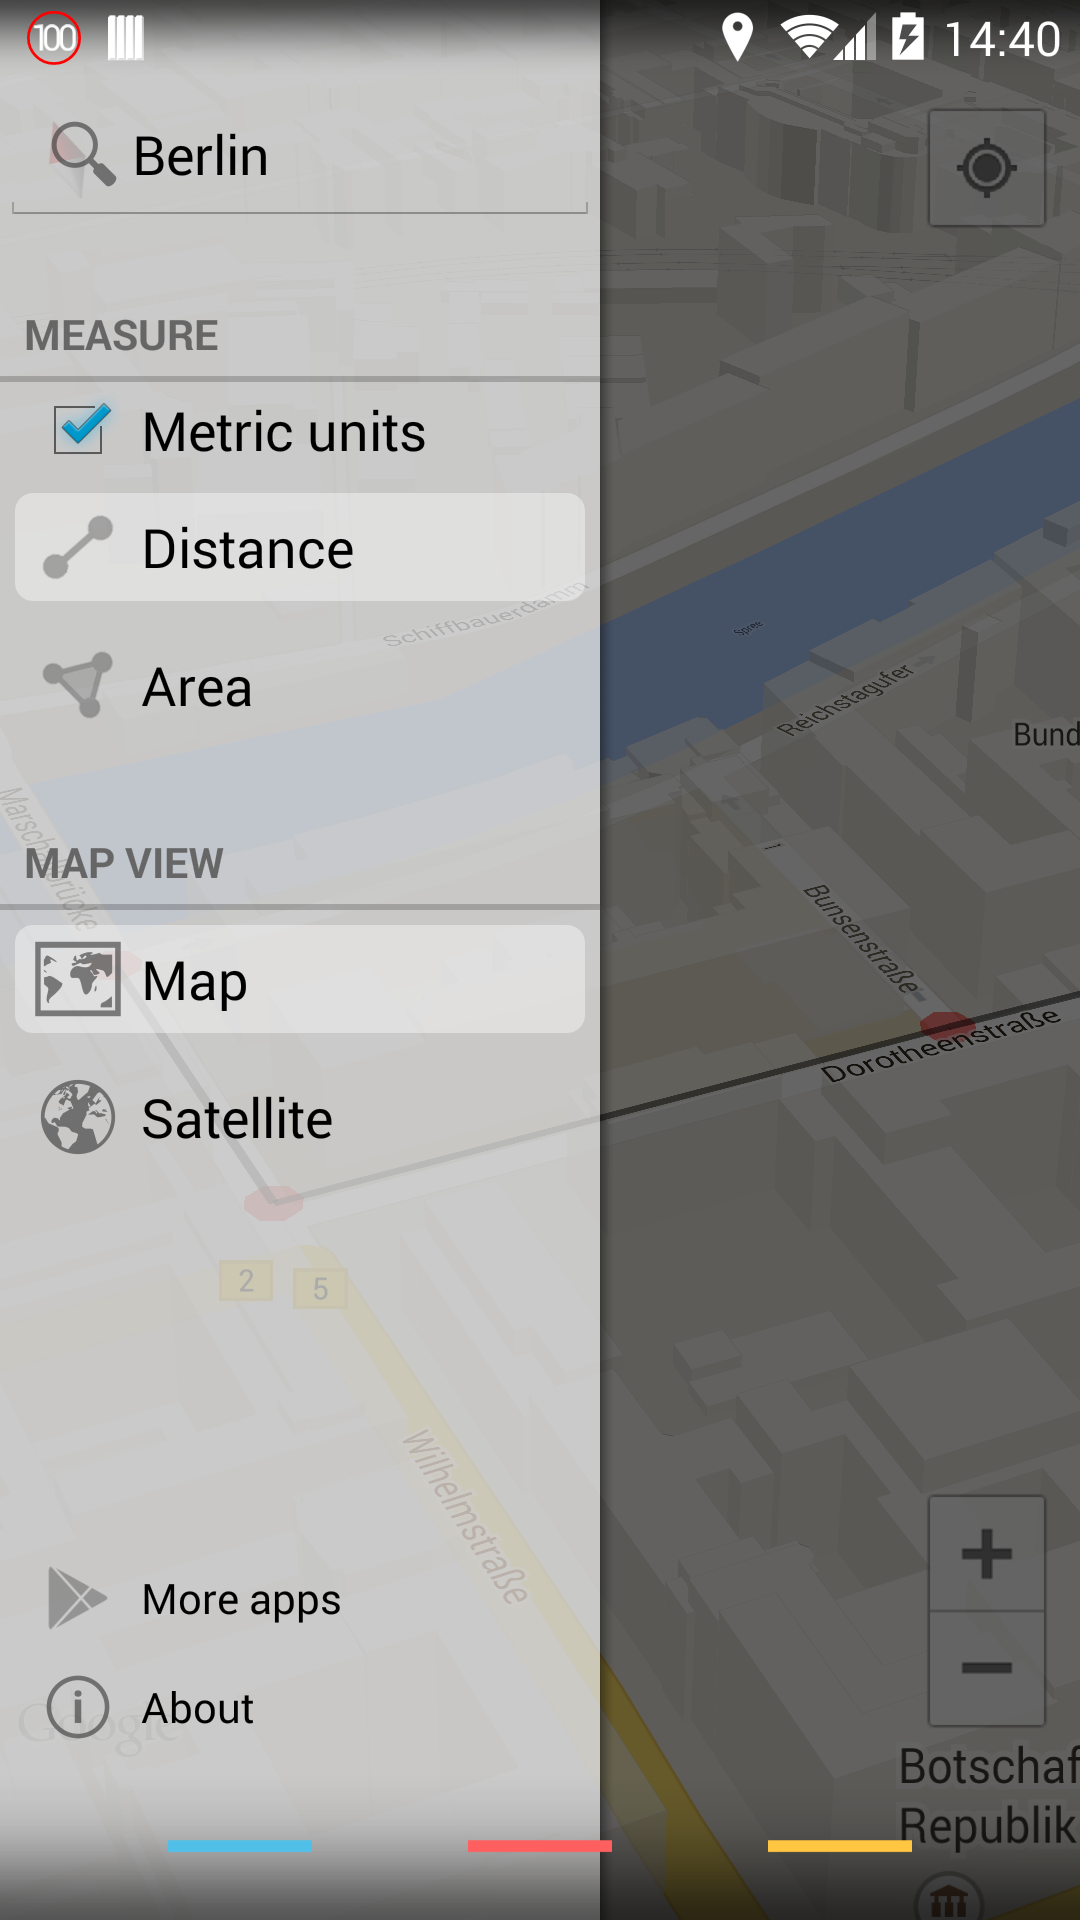 100
14:40
Berlin
MEASURE
Metric units
Distance
Schiffbauerdamm
Spree
Area
Reichstagufer
Bund
Marschallbrücke
MAP VIEW
Bunsenstraße
Map
Dorotheenstraße
Satellite
2
5
Wilhelmstraße
More apps
About
Google
Botschaf
Republik